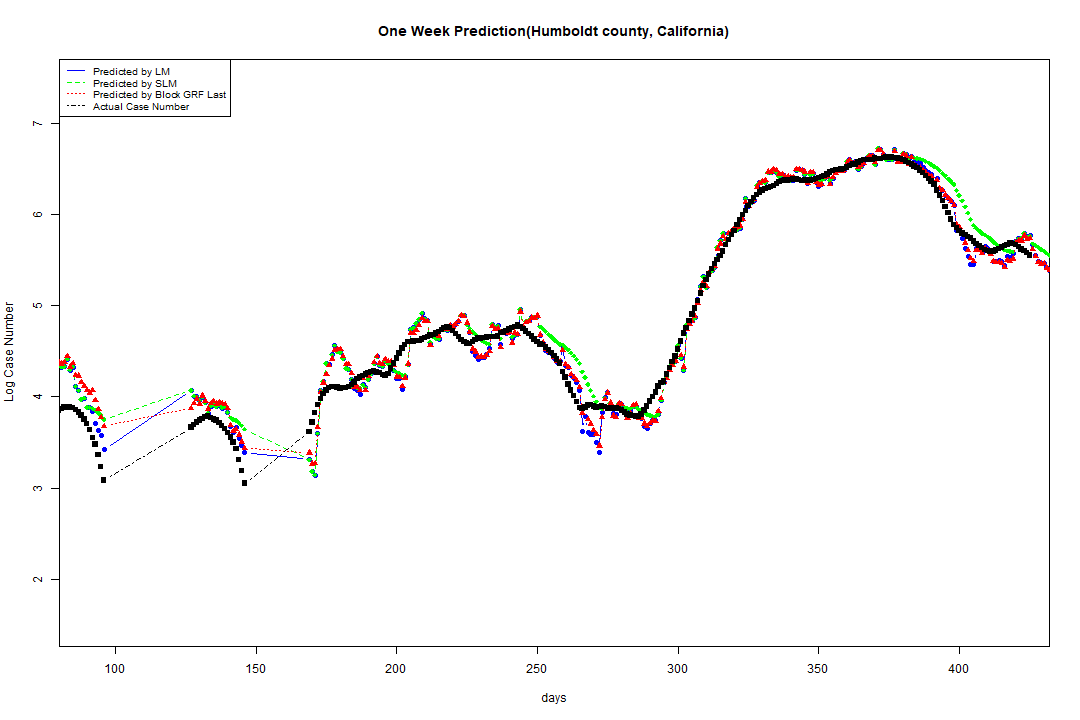 One Week Prediction(Humboldt county, California)
Predicted by LM
Predicted by SLM
Predicted by Block GRF Last
Actual Case Number
Log Case Number
7
6
5
4
3
2
100 150 200 250 300 350 400
days